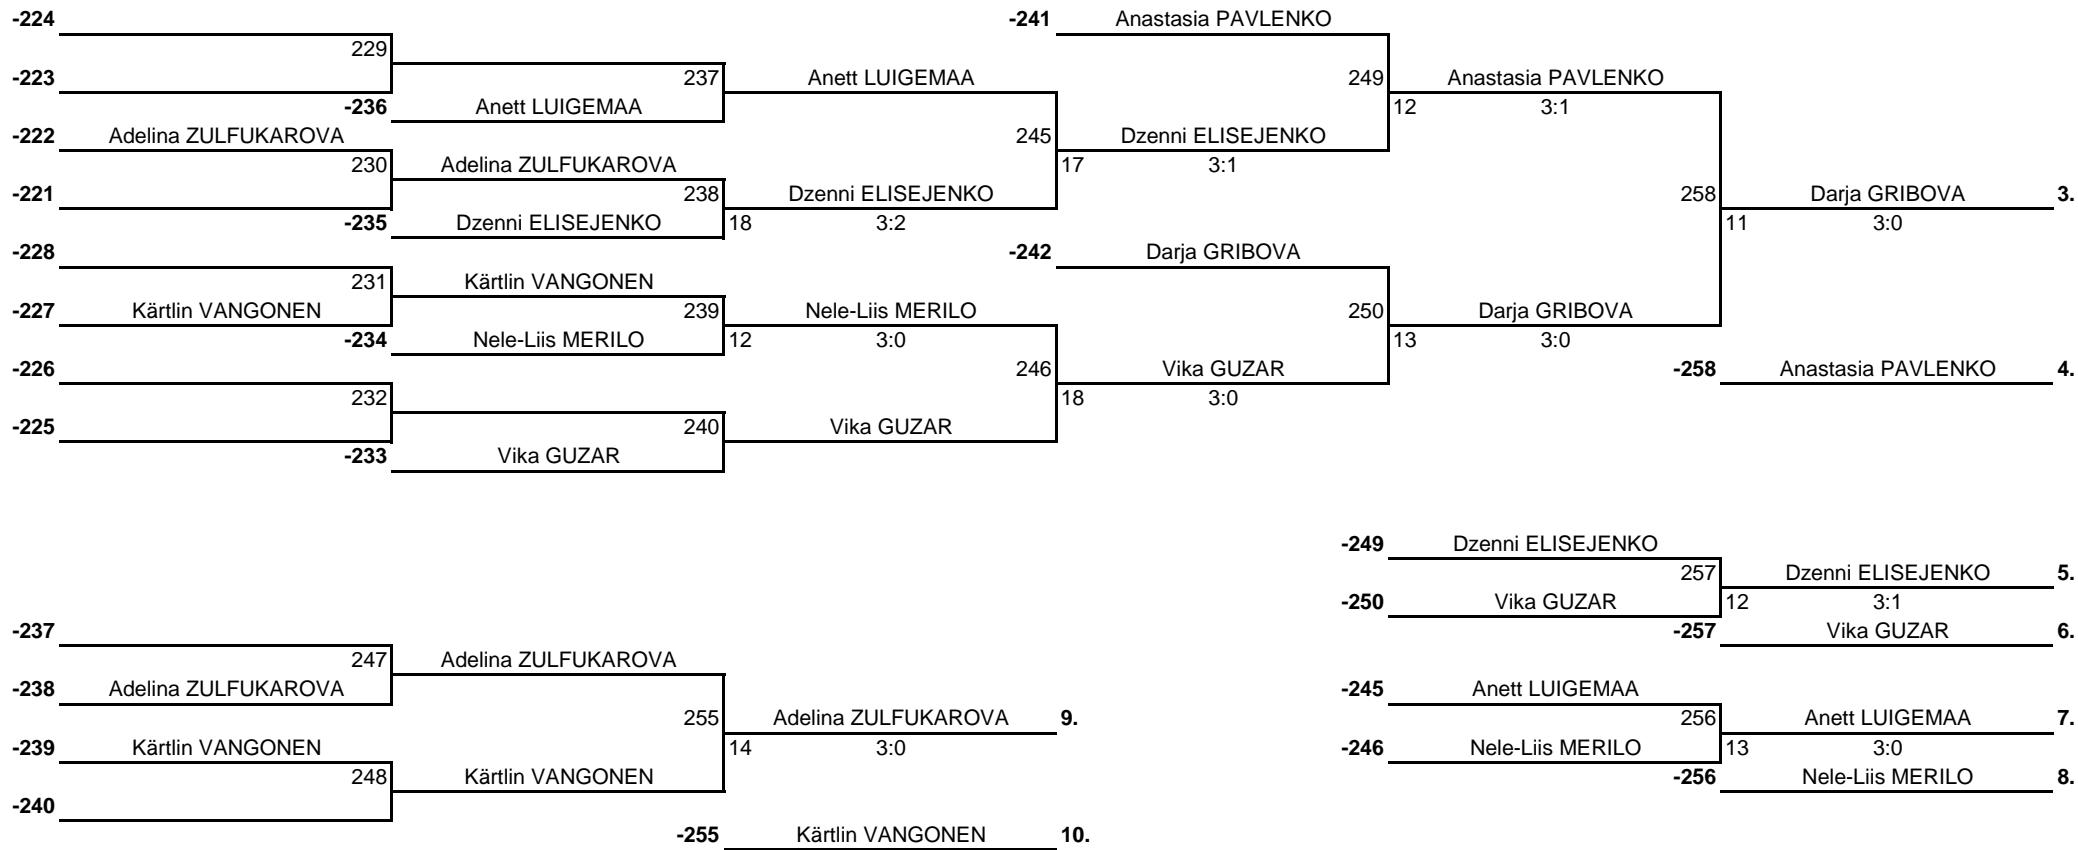 -224 -241 Anastasia PAVLENKO
229
-223 237 Anett LUIGEMAA 249 Anastasia PAVLENKO
-236 Anett LUIGEMAA 12 3:1
-222 Adelina ZULFUKAROVA 245 Dzenni ELISEJENKO
230 Adelina ZULFUKAROVA 17 3:1
-221 238 Dzenni ELISEJENKO 258 Darja GRIBOVA 3.
-235 Dzenni ELISEJENKO 18 3:2 11 3:0
-228 -242 Darja GRIBOVA
231 Kärtlin VANGONEN
-227 Kärtlin VANGONEN 239 Nele-Liis MERILO 250 Darja GRIBOVA
-234 Nele-Liis MERILO 12 3:0 13 3:0
-226 246 Vika GUZAR -258 Anastasia PAVLENKO 4.
232 18 3:0
-225 240 Vika GUZAR
-233 Vika GUZAR
-249 Dzenni ELISEJENKO
257 Dzenni ELISEJENKO 5.
-250 Vika GUZAR 12 3:1
-237 -257 Vika GUZAR 6.
247 Adelina ZULFUKAROVA
-238 Adelina ZULFUKAROVA -245 Anett LUIGEMAA
255 Adelina ZULFUKAROVA 9. 256 Anett LUIGEMAA 7.
-239 Kärtlin VANGONEN 14 3:0 -246 Nele-Liis MERILO 13 3:0
248 Kärtlin VANGONEN -256 Nele-Liis MERILO 8.
-240
-255 Kärtlin VANGONEN 10.